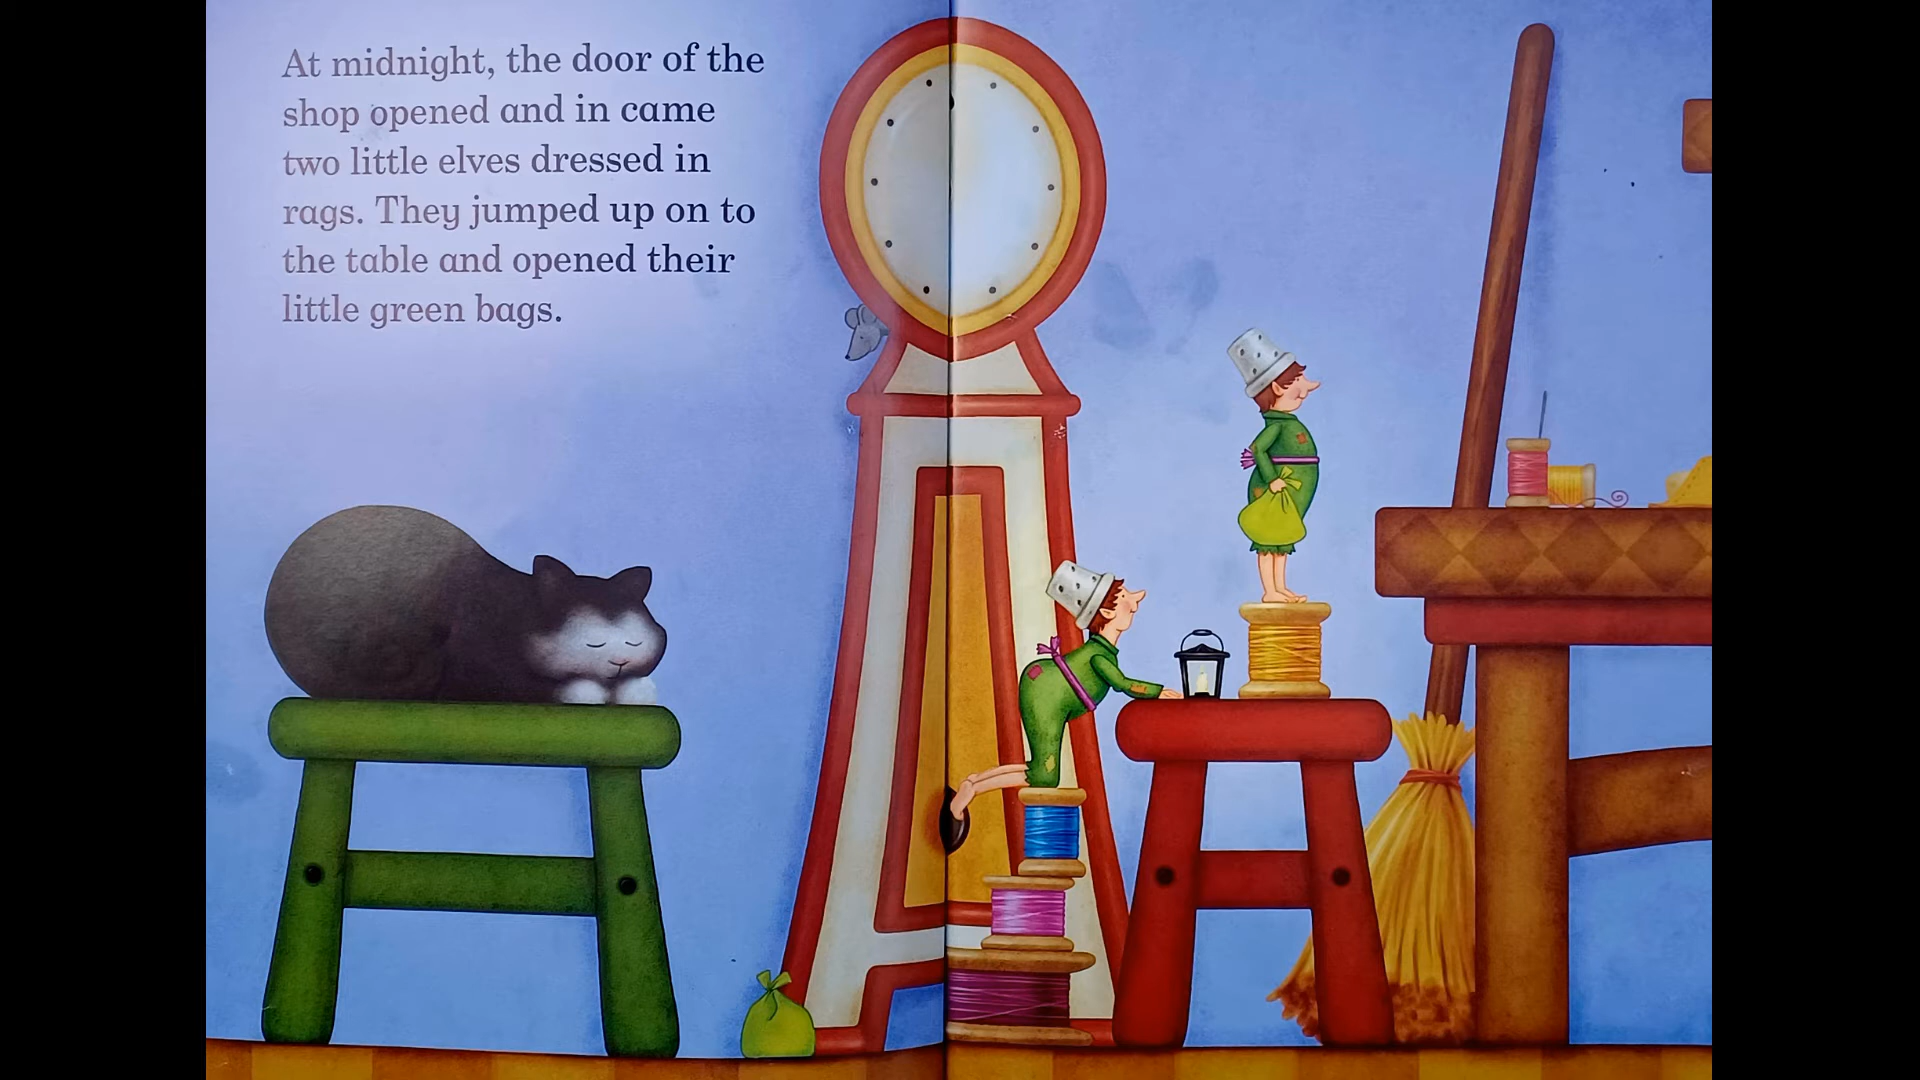 At midnight, the door of the
shop opened and in came
two little elves dressed in
rags. They jumped up on to
the table and opened their
little green bags.